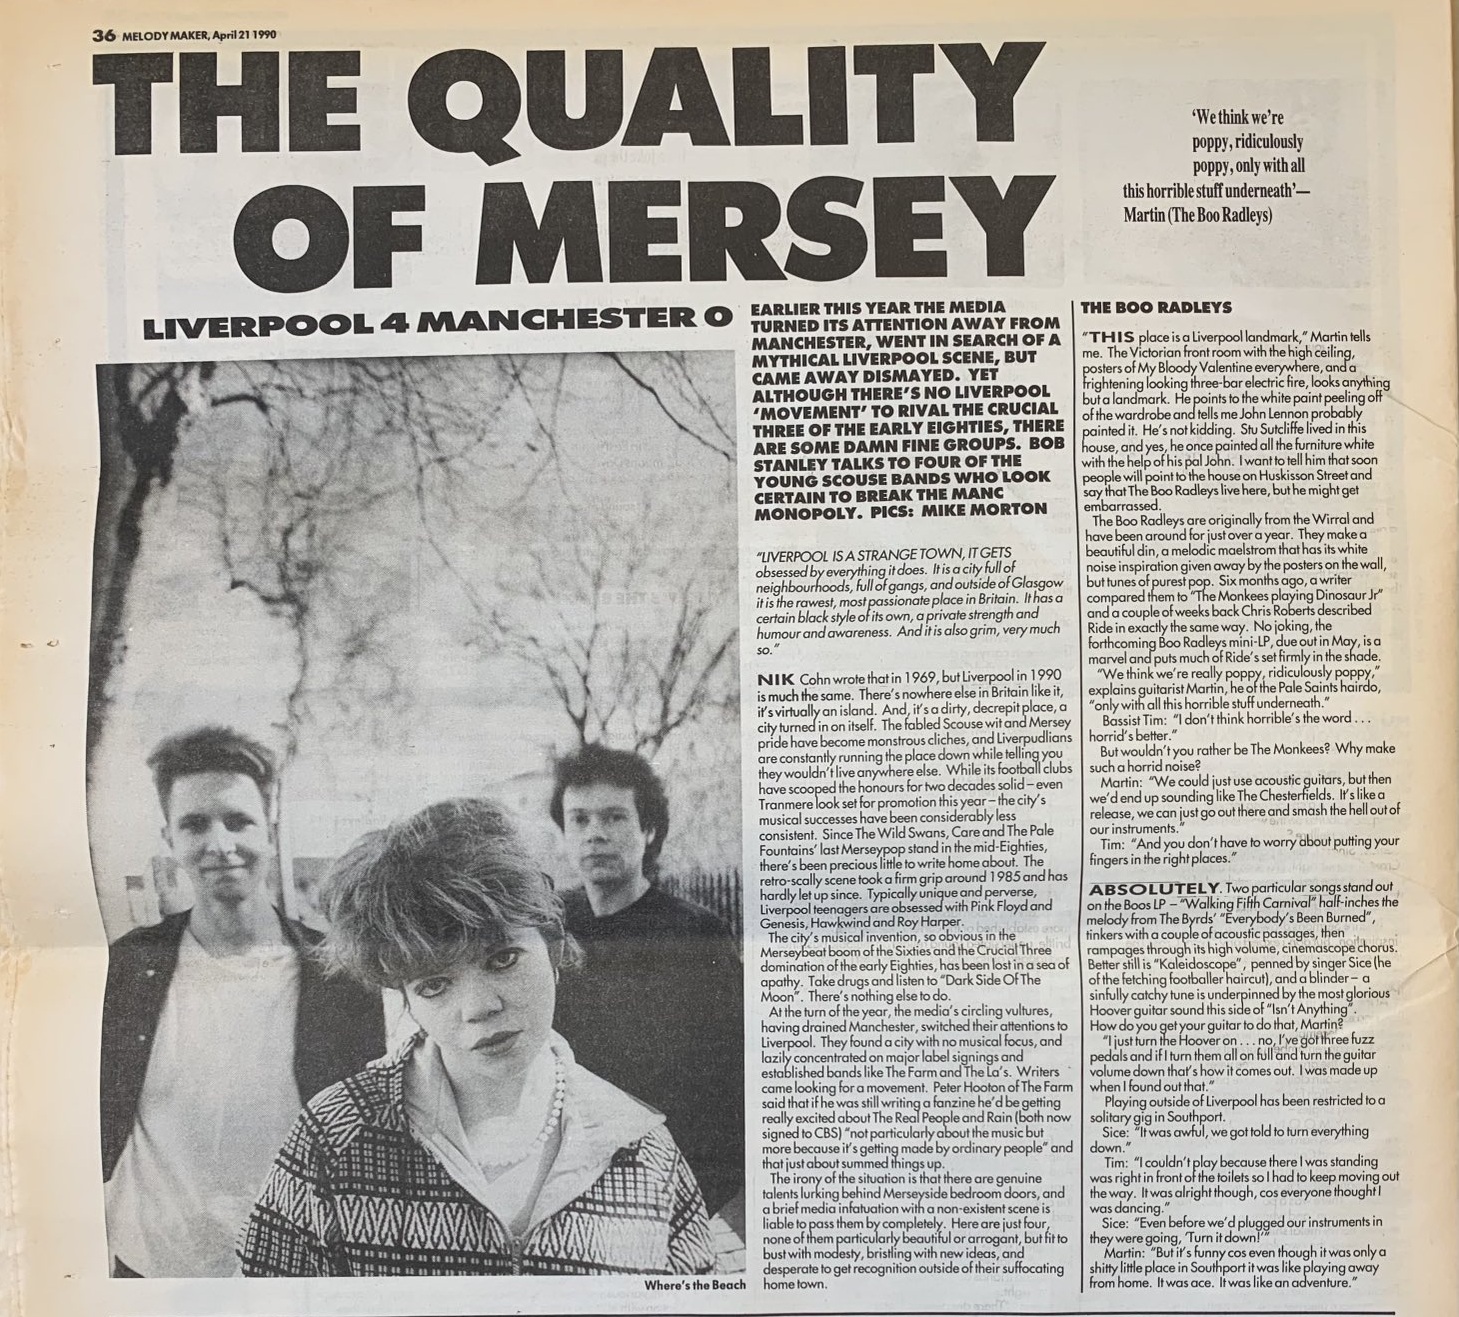 36 MELODY MAKER, April 21 1990
THE QUALITY
OF MERSEY
LIVERPOOL 4 MANCHESTER 0
'We think we're
poppy, ridiculously
poppy, only with all
this horrible stuff underneath'—
Martin (The Boo Radleys)
Where's the Beach
EARLIER THIS YEAR THE MEDIA
TURNED ITS ATTENTION AWAY FROM
MANCHESTER, WENT IN SEARCH OF A
MYTHICAL LIVERPOOL SCENE, BUT
CAME AWAY DISMAYED. YET
ALTHOUGH THERE'S NO LIVERPOOL
'MOVEMENT' TO RIVAL THE CRUCIAL
THREE OF THE EARLY EIGHTIES, THERE
ARE SOME DAMN FINE GROUPS. BOB
STANLEY TALKS TO FOUR OF THE
YOUNG SCOUSE BANDS WHO LOOK
CERTAIN TO BREAK THE MANC
MONOPOLY. PICS: MIKE MORTON
"LIVERPOOL IS A STRANGE TOWN, IT GETS
obsessed by everything it does. It is a city full of
neighbourhoods, full of gangs, and outside of Glasgow
it is the rawest, most passionate place in Britain. It has a
certain black style of its own, a private strength and
humour and awareness. And it is also grim, very much
so."
NIK Cohn wrote that in 1969, but Liverpool in 1990
is much the same. There's nowhere else in Britain like it,
it's virtually an island. And, it's a dirty, decrepit place, a
city turned in on itself. The fabled Scouse wit and Mersey
pride have become monstrous cliches, and Liverpudlians
are constantly running the place down while telling you
they wouldn't live anywhere else. While its football clubs
have scooped the honours for two decades solid – even
Tranmere look set for promotion this year – the city's
musical successes have been considerably less
consistent. Since The Wild Swans, Care and The Pale
Fountains' last Merseypop stand in the mid-Eighties,
there's been precious little to write home about. The
retro-scally scene took a firm grip around 1985 and has
hardly let up since. Typically unique and perverse,
Liverpool teenagers are obsessed with Pink Floyd and
Genesis, Hawkwind and Roy Harper.
The city's musical invention, so obvious in the
Merseybeat boom of the Sixties and the Crucial Three
domination of the early Eighties, has been lost in a sea of
apathy. Take drugs and listen to "Dark Side Of The
Moon". There's nothing else to do.
At the turn of the year, the media's circling vultures,
having drained Manchester, switched their attentions to
Liverpool. They found a city with no musical focus, and
lazily concentrated on major label signings and
established bands like The Farm and The La's. Writers
came looking for a movement. Peter Hooton of The Farm
said that if he was still writing a fanzine he'd be getting
really excited about The Real People and Rain (both now
signed to CBS) "not particularly about the music but
more because it's getting made by ordinary people" and
that just about summed things up.
The irony of the situation is that there are genuine
talents lurking behind Merseyside bedroom doors, and
a brief media infatuation with a non-existent scene is
liable to pass them by completely. Here are just four,
none of them particularly beautiful or arrogant, but fit to
bust with modesty, bristling with new ideas, and
desperate to get recognition outside of their suffocating
home town.
THE BOO RADLEYS
"THIS place is a Liverpool landmark," Martin tells
me. The Victorian front room with the high ceiling,
posters of My Bloody Valentine everywhere, and a
frightening looking three-bar electric fire, looks anything
but a landmark. He points to the white paint peeling off
of the wardrobe and tells me John Lennon probably
painted it. He's not kidding. Stu Sutcliffe lived in this
house, and yes, he once painted all the furniture white
with the help of his pal John. I want to tell him that soon
people will point to the house on Huskisson Street and
say that The Boo Radleys live here, but he might get
embarrassed.
The Boo Radleys are originally from the Wirral and
have been around for just over a year. They make a
beautiful din, a melodic maelstrom that has its white
noise inspiration given away by the posters on the wall,
but tunes of purest pop. Six months ago, a writer
compared them to "The Monkees playing Dinosaur Jr"
and a couple of weeks back Chris Roberts described
Ride in exactly the same way. No joking, the
forthcoming Boo Radleys mini-LP, due out in May, is a
marvel and puts much of Ride's set firmly in the shade.
"We think we're really poppy, ridiculously poppy,"
explains guitarist Martin, he of the Pale Saints hairdo,
"only with all this horrible stuff underneath."
Bassist Tim: "I don't think horrible's the word . . .
horrid's better."
But wouldn't you rather be The Monkees? Why make
such a horrid noise?
Martin: "We could just use acoustic guitars, but then
we'd end up sounding like The Chesterfields. It's like a
release, we can just go out there and smash the hell out of
our instruments."
Tim: "And you don't have to worry about putting your
fingers in the right places."
ABSOLUTELY. Two particular songs stand out
on the Boos LP – "Walking Fifth Carnival" half-inches the
melody from The Byrds' "Everybody's Been Burned",
tinkers with a couple of acoustic passages, then
rampages through its high volume, cinemascope chorus.
Better still is "Kaleidoscope", penned by singer Sice (he
of the fetching footballer haircut), and a blinder – a
sinfully catchy tune is underpinned by the most glorious
Hoover guitar sound this side of "Isn't Anything".
How do you get your guitar to do that, Martin?
"I just turn the Hoover on . . . no, I've got three fuzz
pedals and if I turn them all on full and turn the guitar
volume down that's how it comes out. I was made up
when I found out that."
Playing outside of Liverpool has been restricted to a
solitary gig in Southport.
Sice: "It was awful, we got told to turn everything
down."
Tim: "I couldn't play because there I was standing
was right in front of the toilets so I had to keep moving out
the way. It was alright though, cos everyone thought I
was dancing."
Sice: "Even before we'd plugged our instruments in
they were going, 'Turn it down!'"
Martin: "But it's funny cos even though it was only a
shitty little place in Southport it was like playing away
from home. It was ace. It was like an adventure."